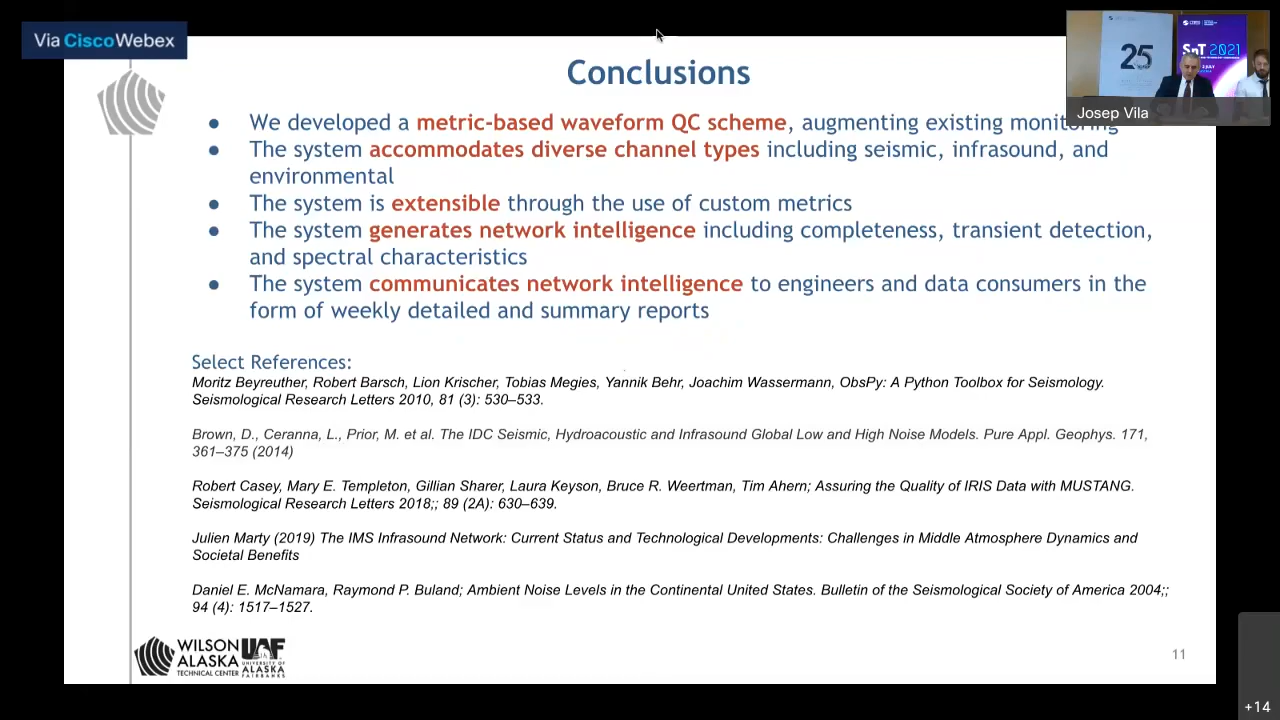 Via CiscoWebex
25
SnT 2021
Josep Vila
Conclusions
● We developed a metric-based waveform QC scheme, augmenting existing monitoring
● The system accommodates diverse channel types including seismic, infrasound, and
environmental
● The system is extensible through the use of custom metrics
● The system generates network intelligence including completeness, transient detection,
and spectral characteristics
● The system communicates network intelligence to engineers and data consumers in the
form of weekly detailed and summary reports
Select References:
Moritz Beyreuther, Robert Barsch, Lion Krischer, Tobias Megies, Yannik Behr, Joachim Wassermann, ObsPy: A Python Toolbox for Seismology.
Seismological Research Letters 2010, 81 (3): 530–533.
Brown, D., Ceranna, L., Prior, M. et al. The IDC Seismic, Hydroacoustic and Infrasound Global Low and High Noise Models. Pure Appl. Geophys. 171,
361–375 (2014)
Robert Casey, Mary E. Templeton, Gillian Sharer, Laura Keyson, Bruce R. Weertman, Tim Ahern; Assuring the Quality of IRIS Data with MUSTANG.
Seismological Research Letters 2018;; 89 (2A): 630–639.
Julien Marty (2019) The IMS Infrasound Network: Current Status and Technological Developments: Challenges in Middle Atmosphere Dynamics and
Societal Benefits
Daniel E. McNamara, Raymond P. Buland; Ambient Noise Levels in the Continental United States. Bulletin of the Seismological Society of America 2004;;
94 (4): 1517–1527.
WILSON
ALASKA
TECHNICAL CENTER
UAF
UNIVERSITY OF
ALASKA
FAIRBANKS
11
+14